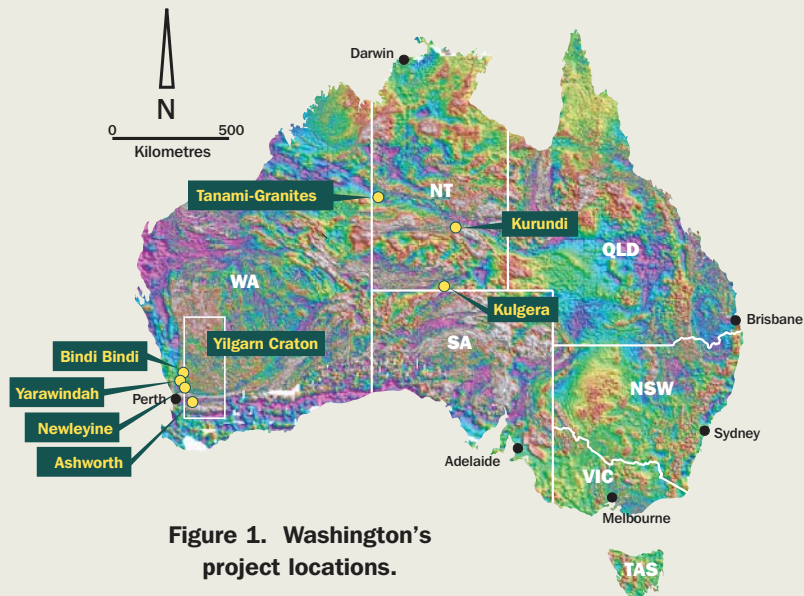 Darwin
N
0 500
Kilometres
Tanami-Granites
NT
Kurundi
QLD
WA
Kulgera
Brisbane
Yilgarn Craton
SA
Bindi Bindi
Yarawindah
Perth
NSW
Newleyine
Sydney
Ashworth
Adelaide
VIC
Melbourne
Figure 1. Washington's
project locations.
TAS